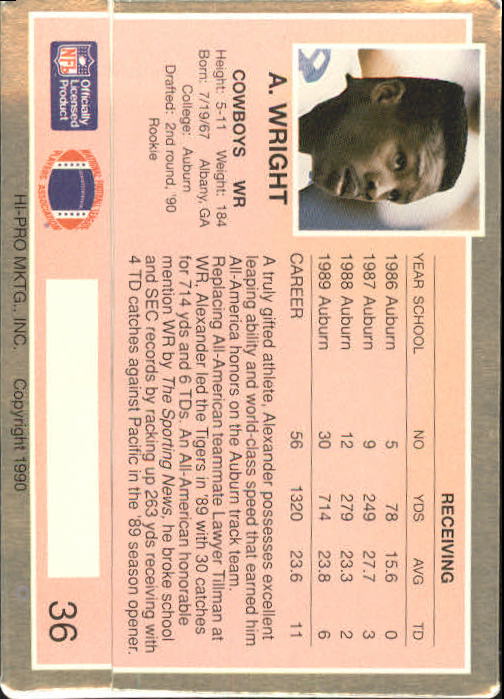 A. WRIGHT
COWBOYS WR
Height: 5-11 Weight: 184
Born: 7/19/67 Albany, GA
College: Auburn
Drafted: 2nd round, '90
Rookie
Officially
Licensed
Product
NFL
NATIONAL FOOTBALL LEAGUE
PLAYERS ASSOCIATION
RECEIVING
YEAR SCHOOL NO YDS AVG TD
1986 Auburn 5 78 15.6 0
1987 Auburn 9 249 27.7 3
1988 Auburn 12 279 23.3 2
1989 Auburn 30 714 23.8 6
CAREER 56 1320 23.6 11
A truly gifted athlete, Alexander possesses excellent
leaping ability and world-class speed that earned him
All-America honors on the Auburn track team.
Replacing All-American teammate Lawyer Tillman at
WR, Alexander led the Tigers in '89 with 30 catches
for 714 yds and 6 TDs. An All-American honorable
mention WR by The Sporting News, he broke school
and SEC records by racking up 263 yds receiving with
4 TD catches against Pacific in the '89 season opener.
36
HI-PRO MKTG., INC. Copyright 1990